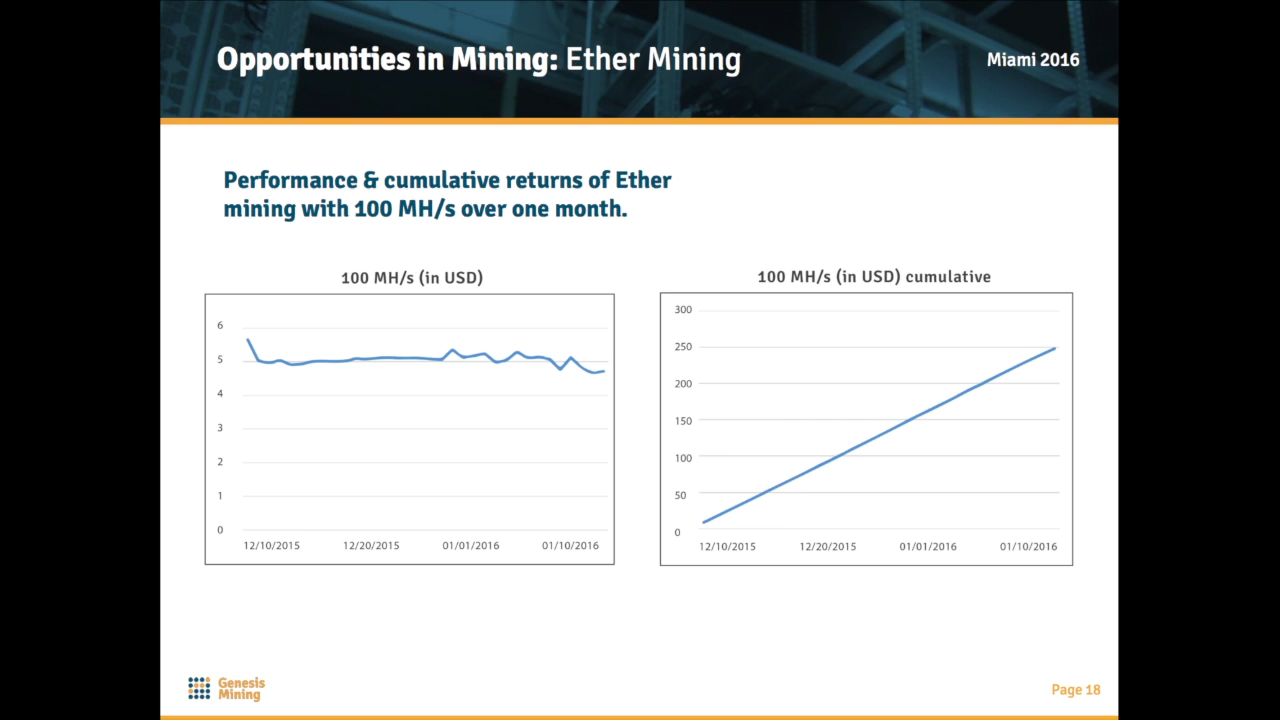 Opportunities in Mining: Ether Mining
Miami 2016
Performance & cumulative returns of Ether
mining with 100 MH/s over one month.
100 MH/s (in USD)
6
5
4
3
2
1
0
12/10/2015 12/20/2015 01/01/2016 01/10/2016
100 MH/s (in USD) cumulative
300
250
200
150
100
50
0
12/10/2015 12/20/2015 01/01/2016 01/10/2016
Genesis
Mining
Page 18